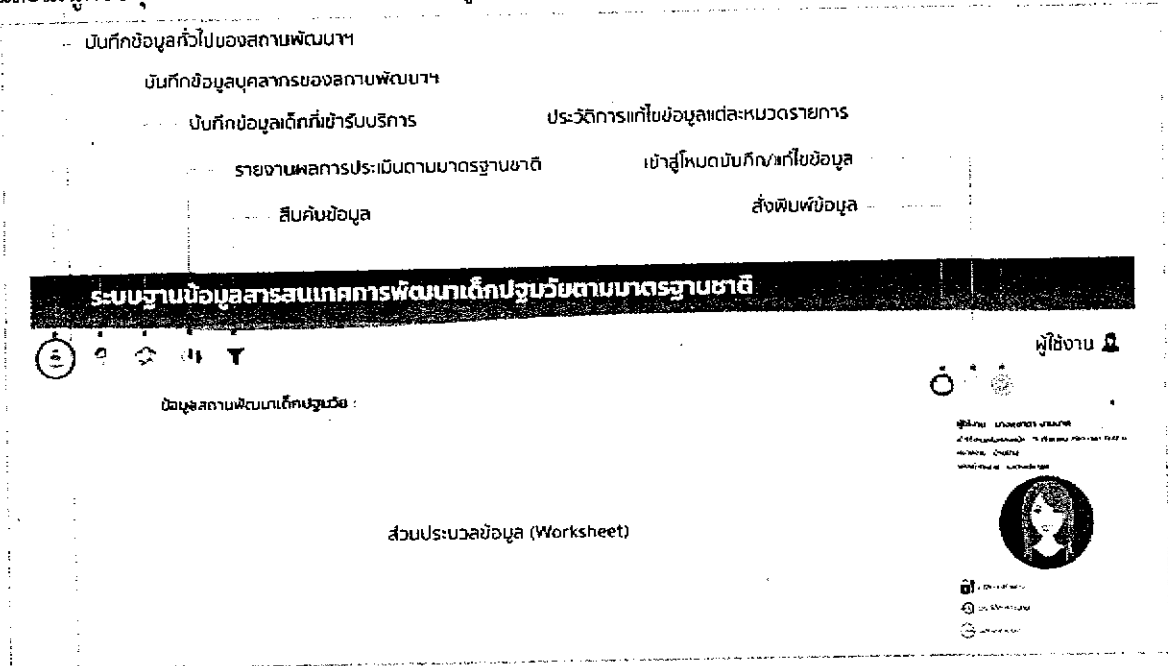 บันทึกข้อมูลทั่วไปของสถานพัฒนาฯ
บันทึกข้อมูลบุคลากรของสถานพัฒนาฯ
บันทึกข้อมูลเด็กที่เข้ารับบริการ
ประวัติการแก้ไขข้อมูลแต่ละหมวดรายการ
รายงานผลการประเมินตามมาตรฐานชาติ
เข้าสู่โหมดบันทึก/แก้ไขข้อมูล
สืบค้นข้อมูล
สั่งพิมพ์ข้อมูล
ระบบฐานข้อมูลสารสนเทศการพัฒนาเด็กปฐมวัยตามมาตรฐานชาติ
ผู้ใช้งาน
ข้อมูลสถานพัฒนาเด็กปฐมวัย :
ผู้ใช้งาน
ส่วนประมวลข้อมูล (Worksheet)